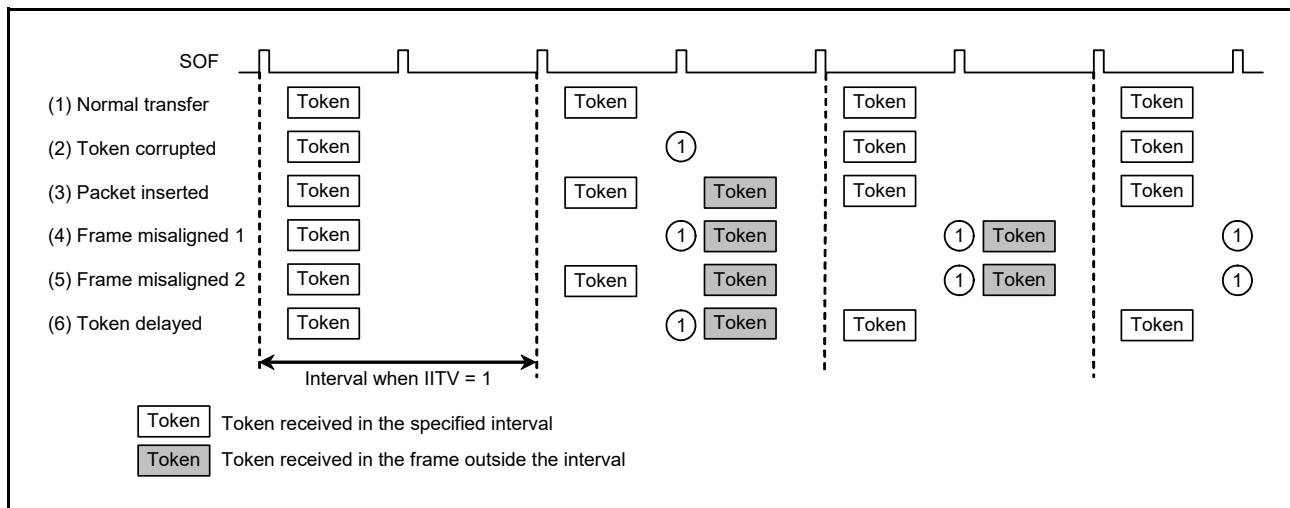 SOF
(1) Normal transfer Token Token Token Token
(2) Token corrupted Token 1 Token Token
(3) Packet inserted Token Token Token Token Token
(4) Frame misaligned 1 Token 1 Token 1 Token 1
(5) Frame misaligned 2 Token Token Token 1 Token 1
(6) Token delayed Token 1 Token Token Token
Interval when IITV = 1
Token Token received in the specified interval
Token Token received in the frame outside the interval